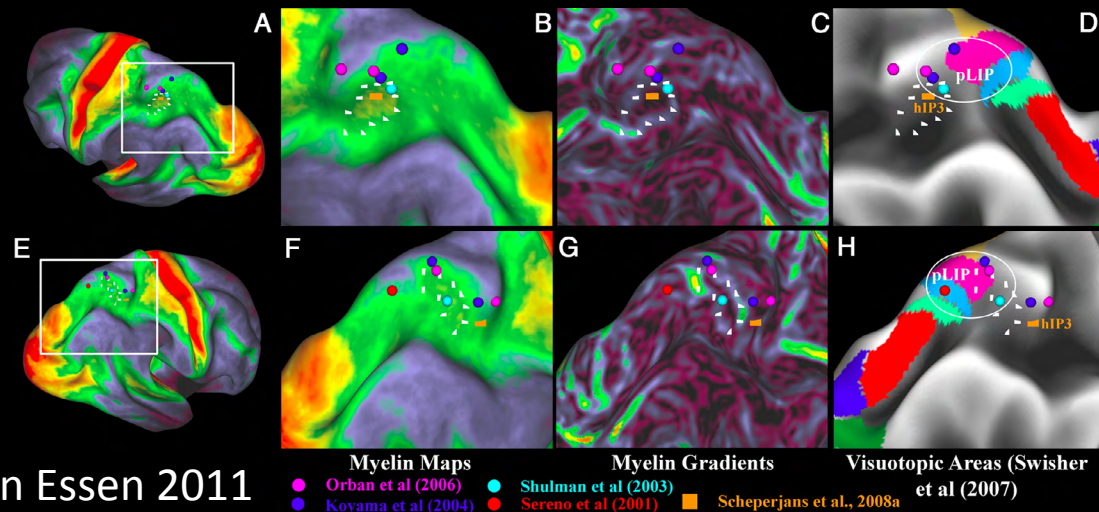 A
B
C
D
pLIP
hIP3
E
F
G
H
pLIP
hIP3
n Essen 2011
Myelin Maps
Myelin Gradients
Visuotopic Areas (Swisher
et al (2007)
Orban et al (2006)
Shulman et al (2003)
Koyama et al (2004)
Sereno et al (2001)
Scheperjans et al., 2008a